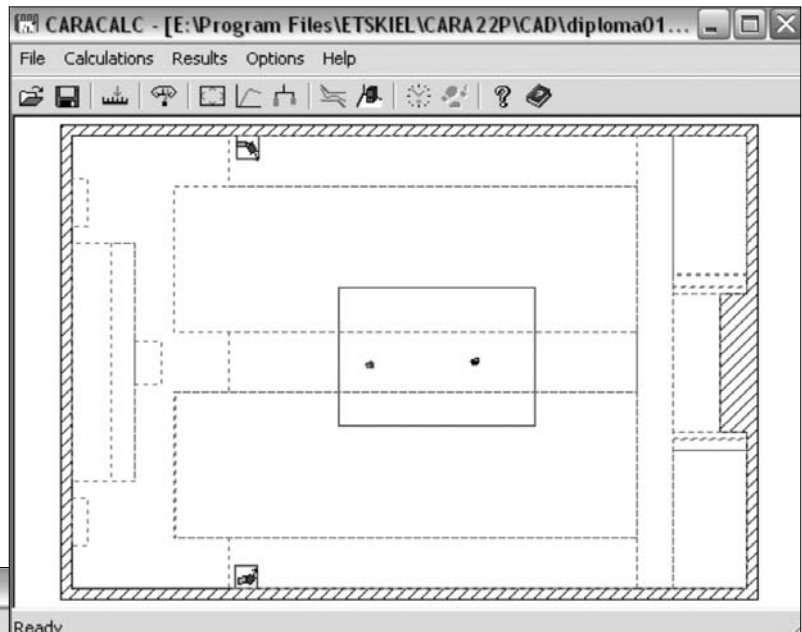 CARACALC - [E:\Program Files\ETSKIEL\CARA22P\CAD\diploma01...
File Calculations Results Options Help
Ready